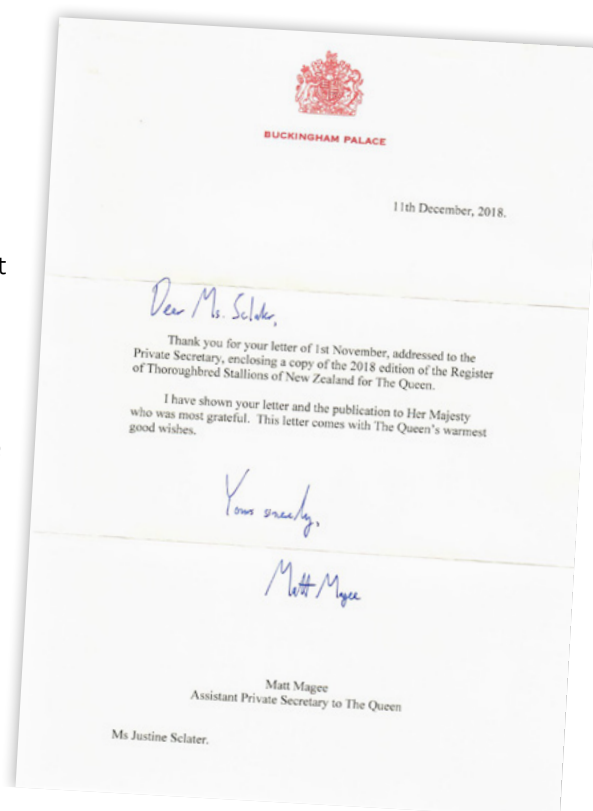 BUCKINGHAM PALACE
11th December, 2018.
t
Dear Ms. Sclater,
Thank you for your letter of 1st November, addressed to the
Private Secretary, enclosing a copy of the 2018 edition of the Register
of Thoroughbred Stallions of New Zealand for The Queen.
I have shown your letter and the publication to Her Majesty
who was most grateful. This letter comes with The Queen's warmest
good wishes.
Yours sincerely,
Matt Magee
Matt Magee
Assistant Private Secretary to The Queen
Ms Justine Sclater.